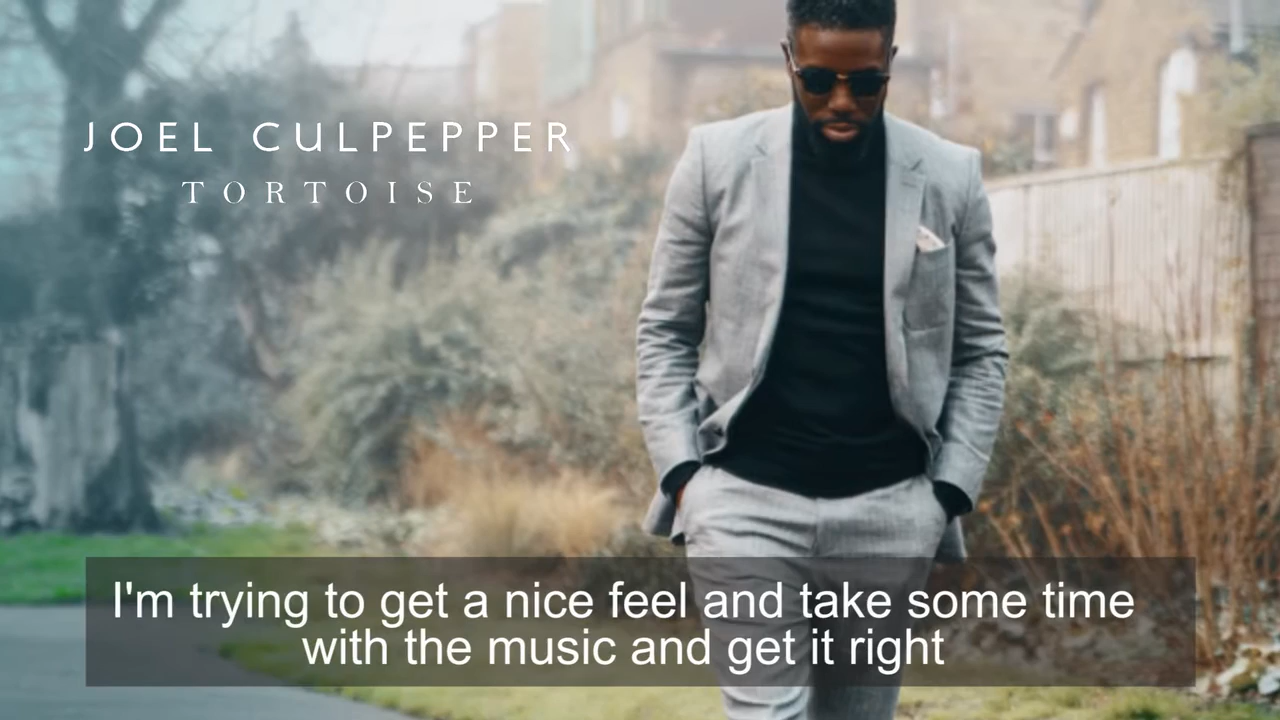 JOEL CULPEPPER
TORTOISE
I'm trying to get a nice feel and take some time
with the music and get it right